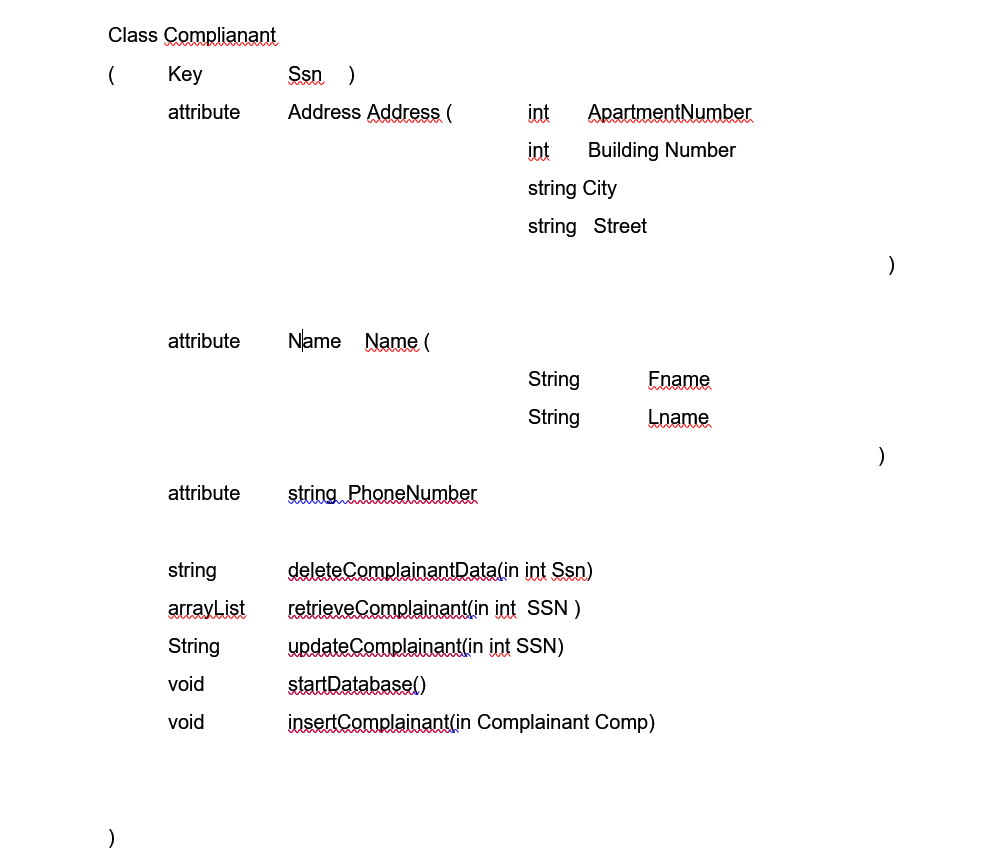 Class Complianant
( Key Ssn )
attribute Address Address ( int ApartmentNumber
int Building Number
string City
string Street
)
attribute Name Name (
String Fname
String Lname
)
attribute string PhoneNumber
string deleteComplainantData(in int Ssn)
arrayList retrieveComplainant(in int SSN )
String updateComplainant(in int SSN)
void startDatabase()
void insertComplainant(in Complainant Comp)
)